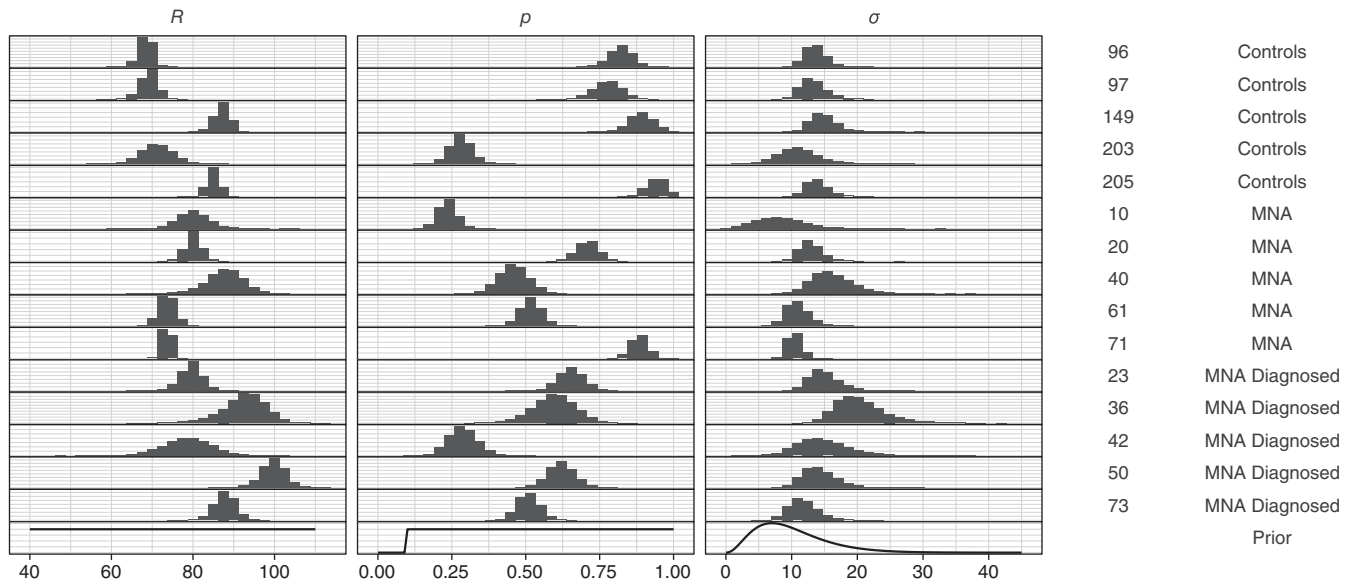 R p σ
96 Controls
97 Controls
149 Controls
203 Controls
205 Controls
10 MNA
20 MNA
40 MNA
61 MNA
71 MNA
23 MNA Diagnosed
36 MNA Diagnosed
42 MNA Diagnosed
50 MNA Diagnosed
73 MNA Diagnosed
Prior
40 60 80 100 0.00 0.25 0.50 0.75 1.00 0 10 20 30 40